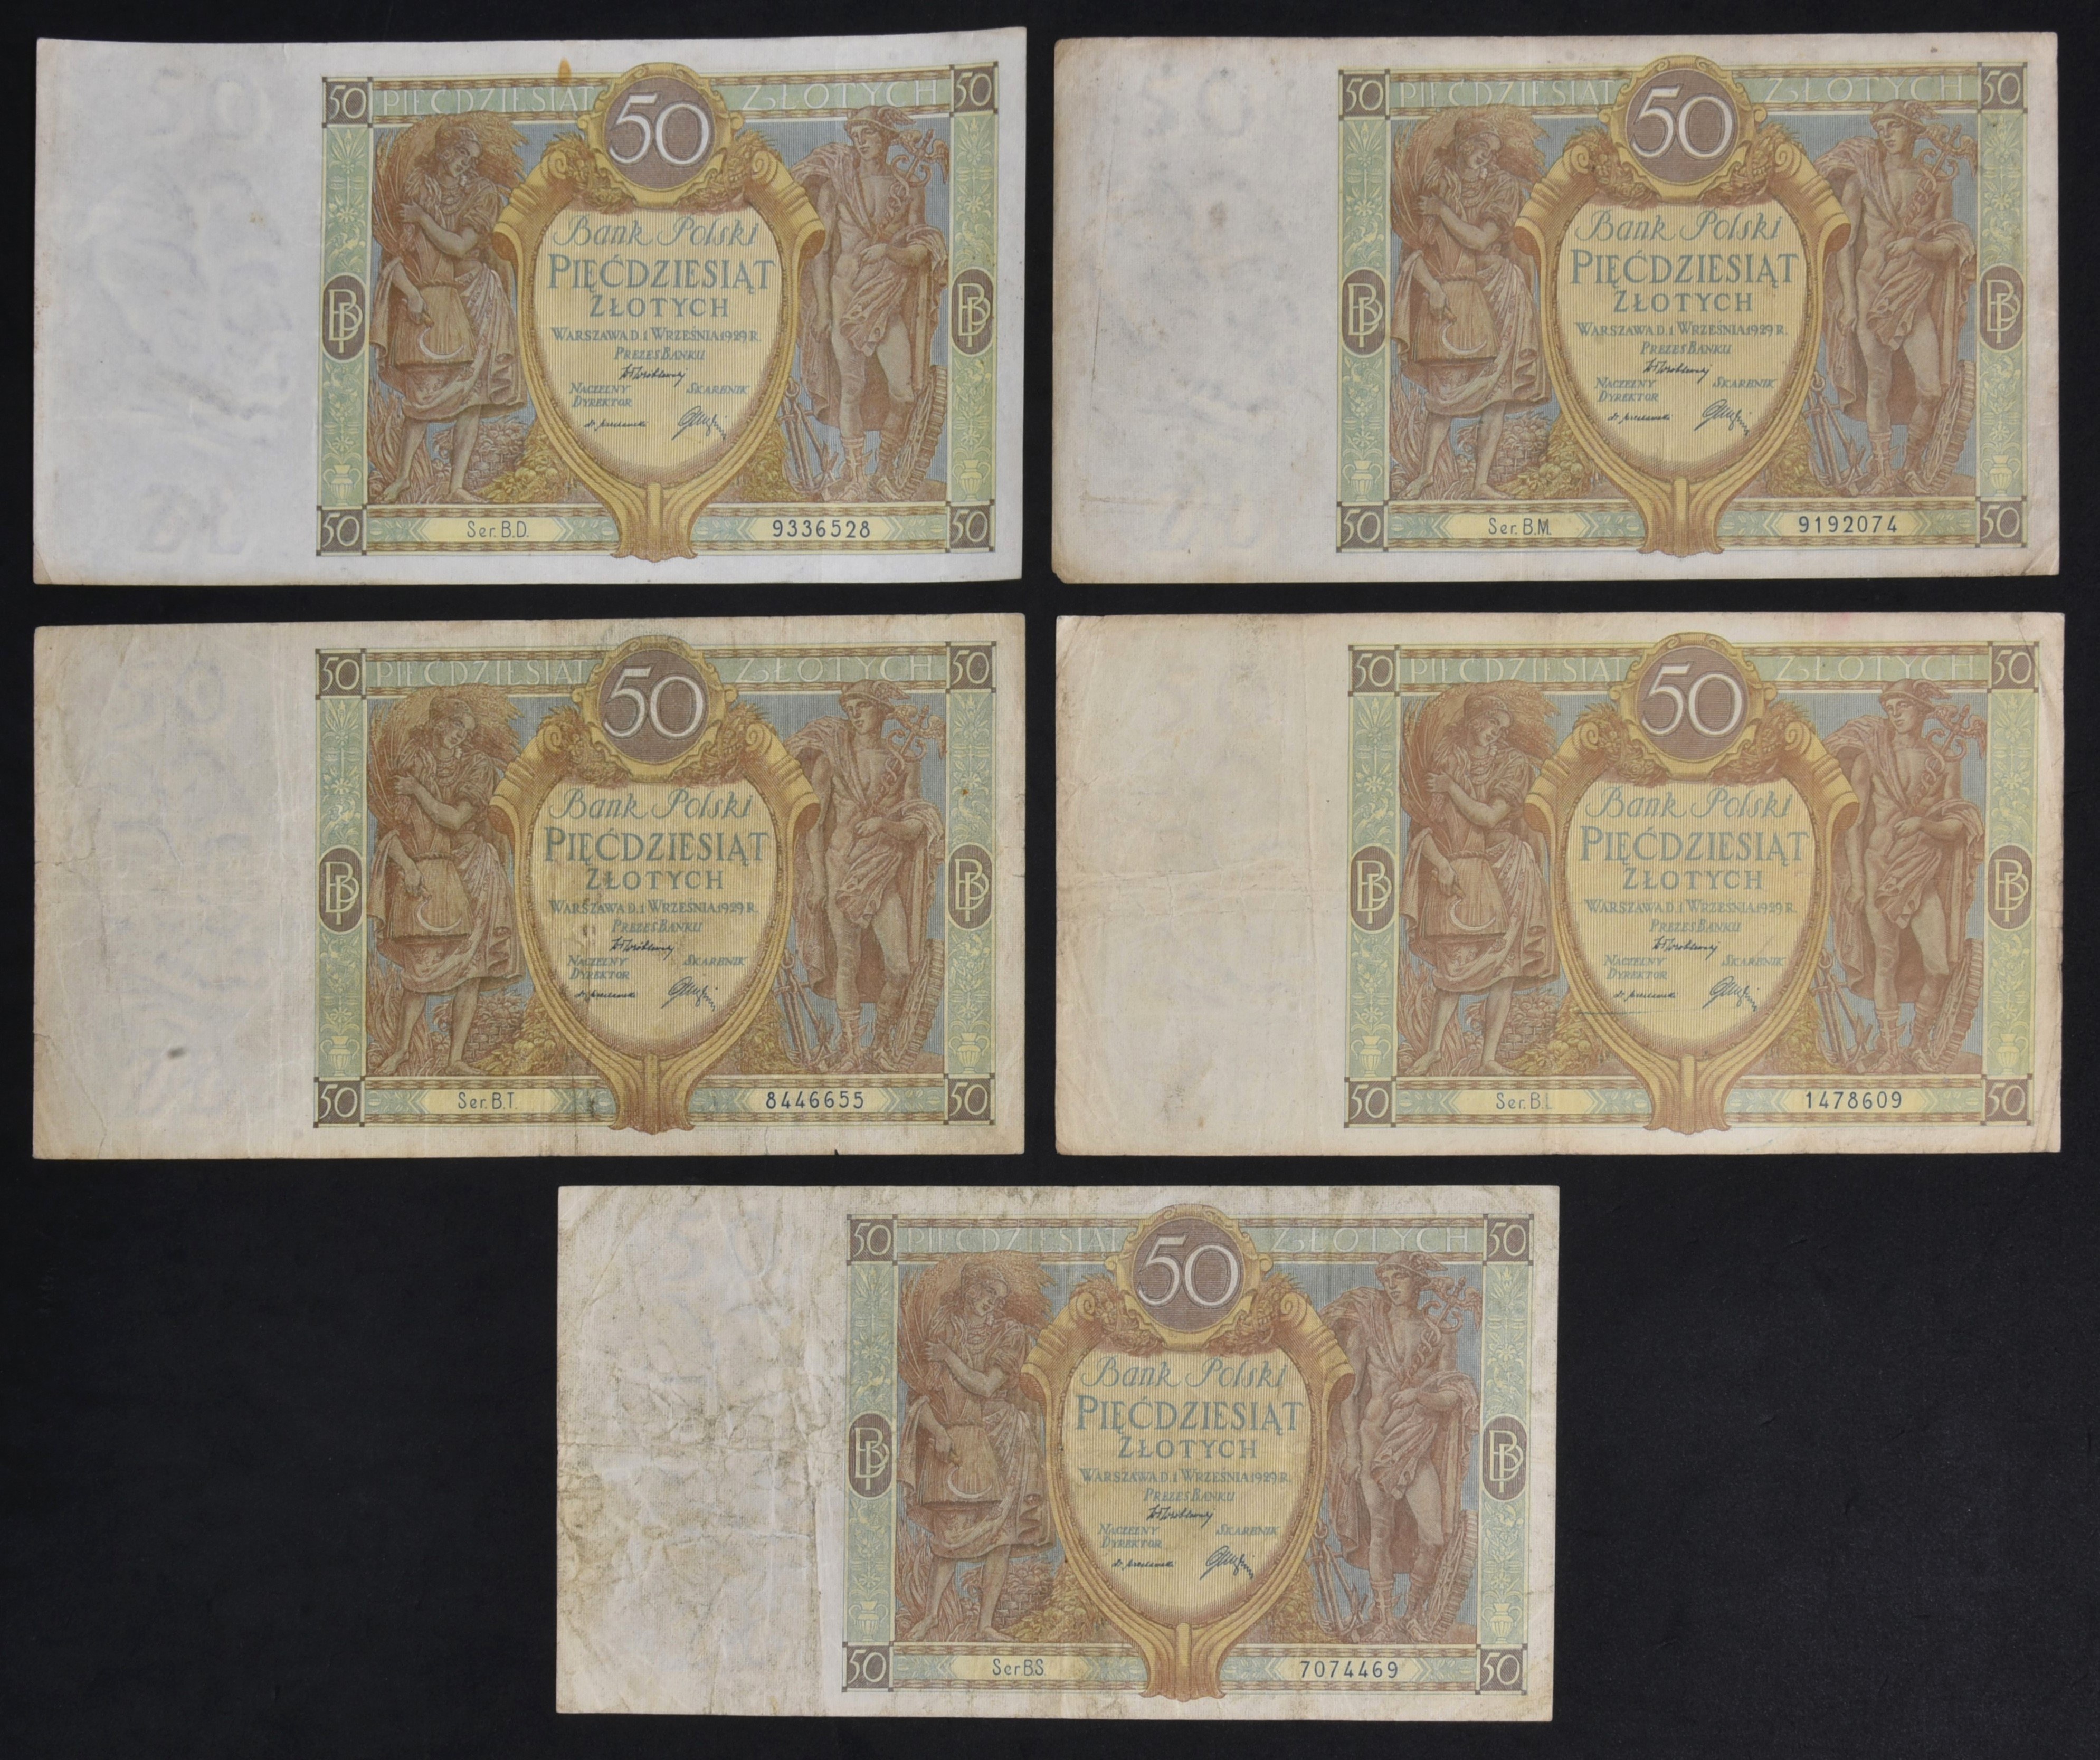 50 PIĘĆDZIESIĄT 50 ZŁOTYCH 50
Bank Polski
PIĘĆDZIESIĄT
ZŁOTYCH
WARSZAWA D. 1 WRZEŚNIA 1929 R.
PREZES BANKU
NACZELNY SKARBNIK
DYREKTOR
50 Ser. B.D. 9336528 50
50 PIĘĆDZIESIĄT 50 ZŁOTYCH 50
Bank Polski
PIĘĆDZIESIĄT
ZŁOTYCH
WARSZAWA D. 1 WRZEŚNIA 1929 R.
PREZES BANKU
NACZELNY SKARBNIK
DYREKTOR
50 Ser. B.M. 9192074 50
50 PIĘĆDZIESIĄT 50 ZŁOTYCH 50
Bank Polski
PIĘĆDZIESIĄT
ZŁOTYCH
WARSZAWA D. 1 WRZEŚNIA 1929 R.
PREZES BANKU
NACZELNY SKARBNIK
DYREKTOR
50 Ser. B.T. 8446655 50
50 PIĘĆDZIESIĄT 50 ZŁOTYCH 50
Bank Polski
PIĘĆDZIESIĄT
ZŁOTYCH
WARSZAWA D. 1 WRZEŚNIA 1929 R.
PREZES BANKU
NACZELNY SKARBNIK
DYREKTOR
50 Ser. 1478609 50
50 PIĘĆDZIESIĄT 50 ZŁOTYCH 50
Bank Polski
PIĘĆDZIESIĄT
ZŁOTYCH
WARSZAWA D. 1 WRZEŚNIA 1929 R.
PREZES BANKU
NACZELNY SKARBNIK
DYREKTOR
50 Ser B.S. 7074469 50